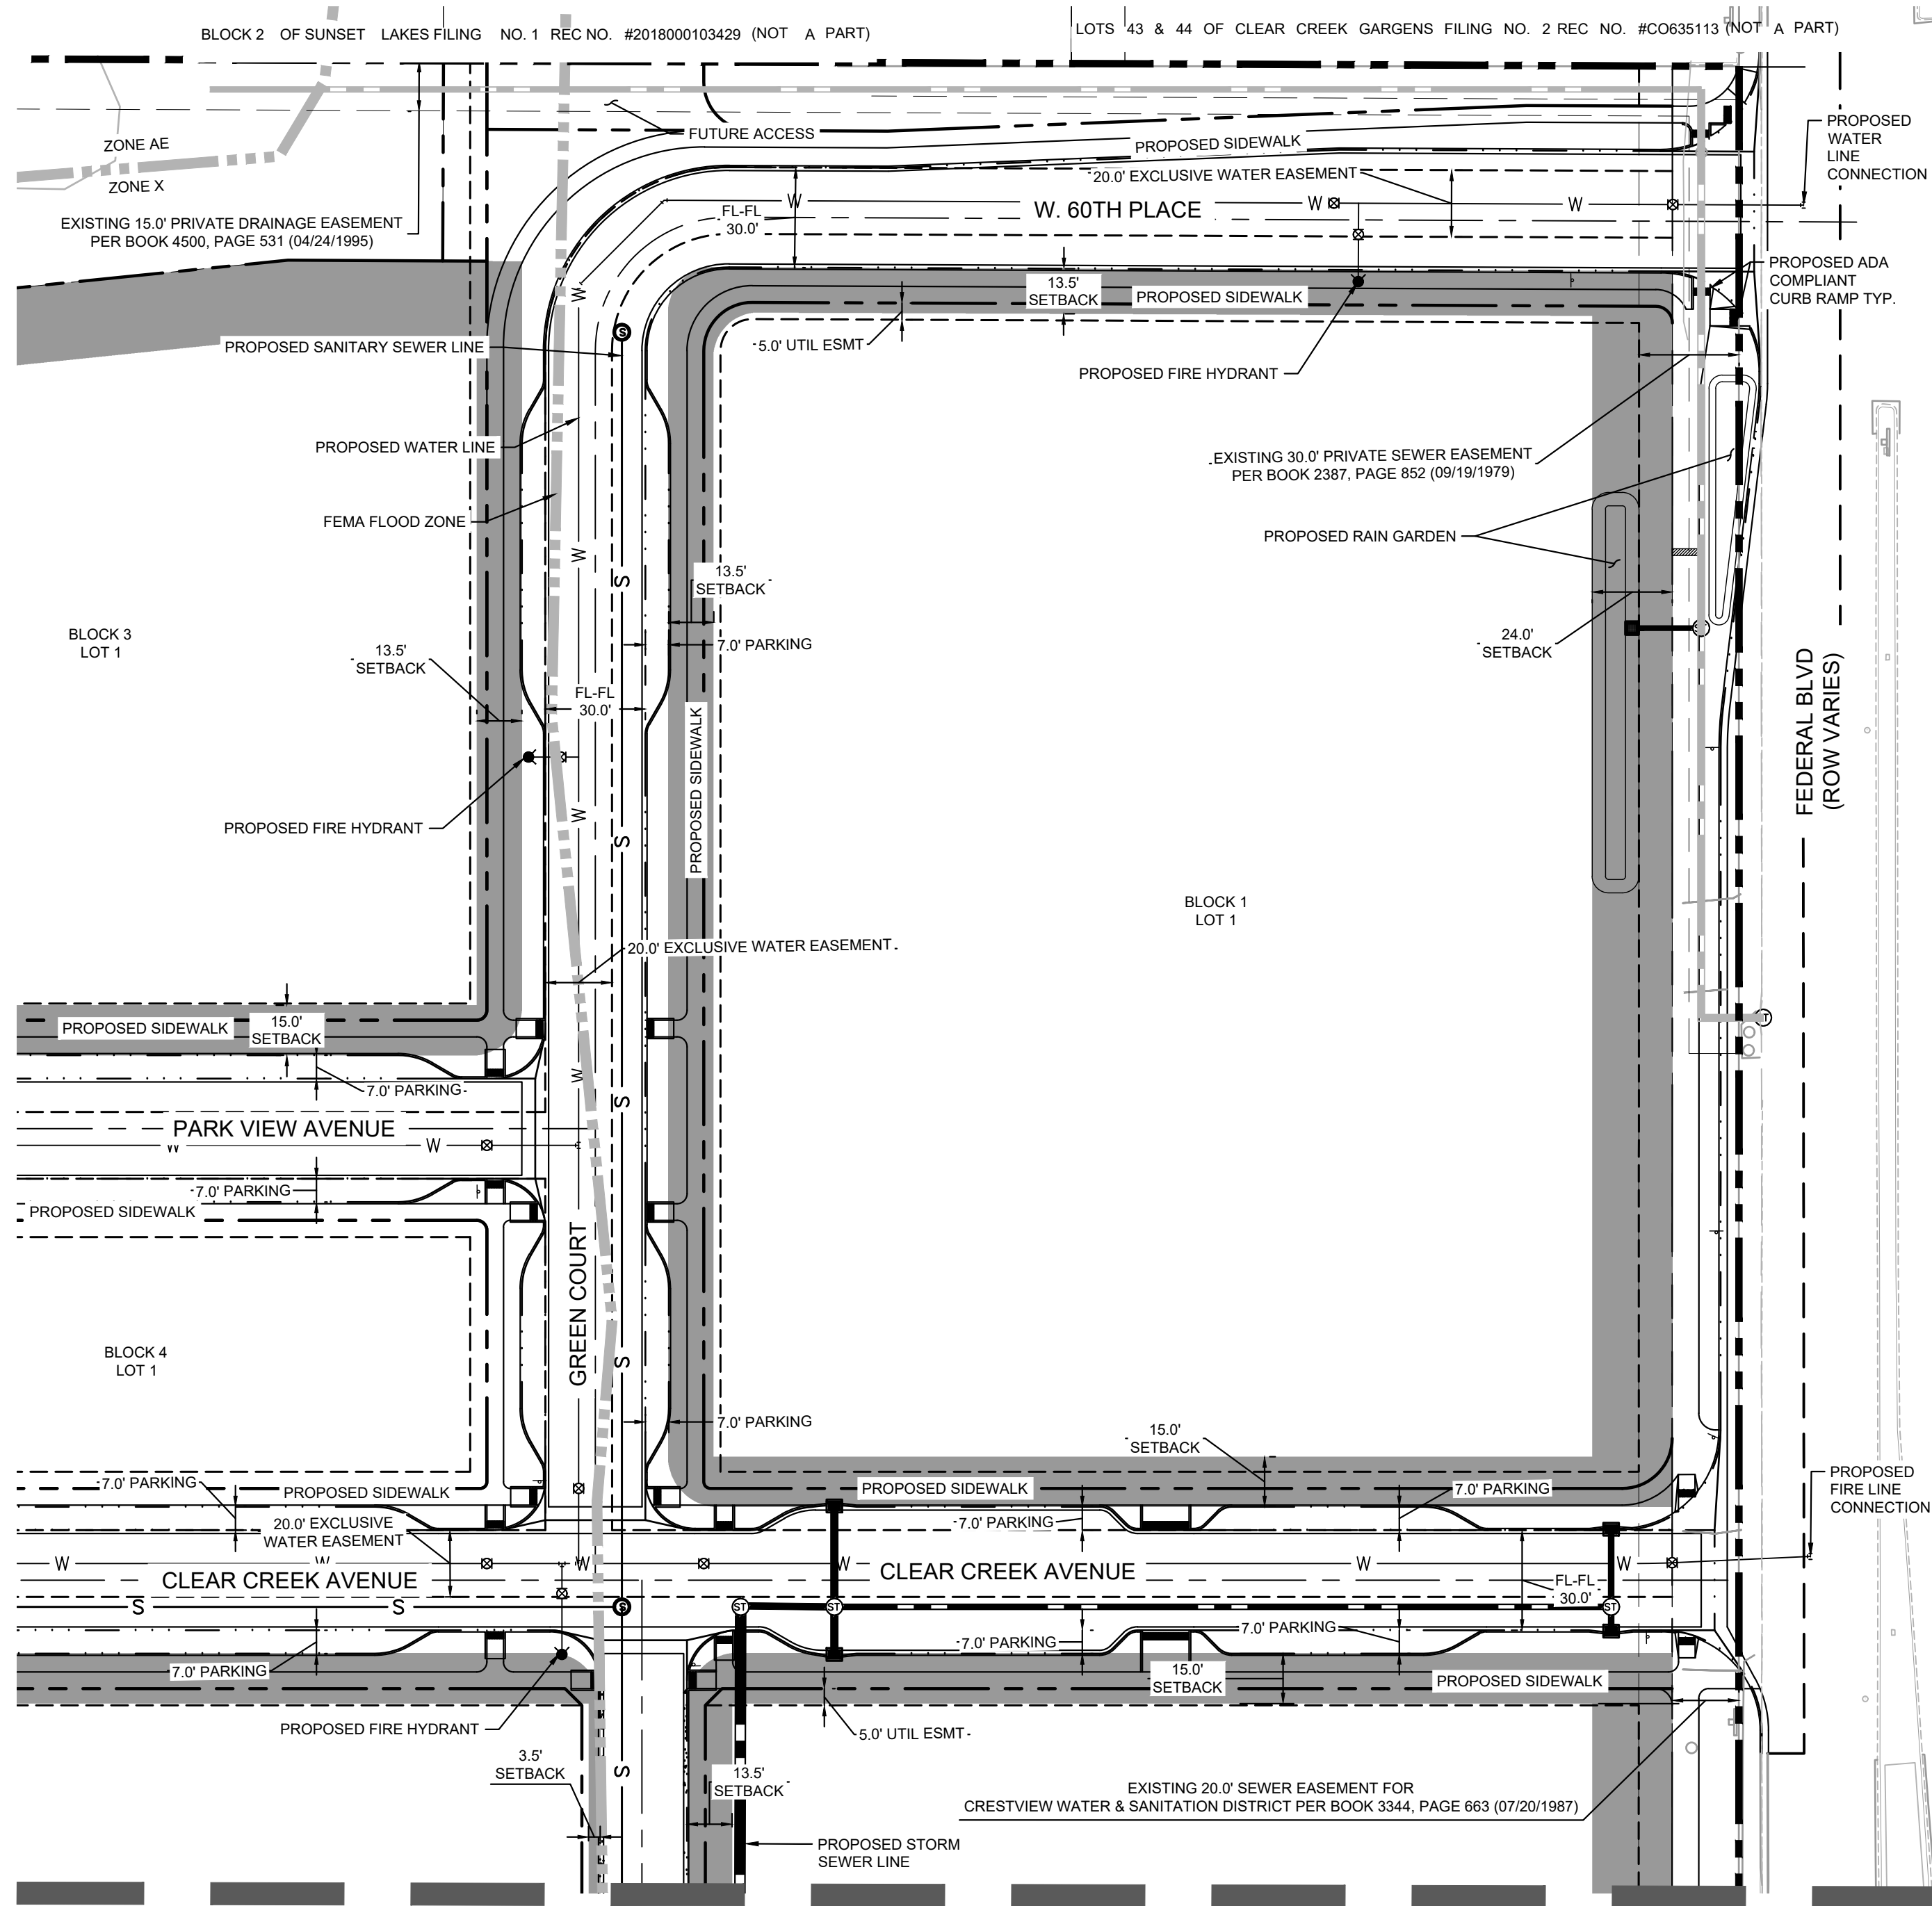 BLOCK 2 OF SUNSET LAKES FILING NO. 1 REC NO. #2018000103429 (NOT A PART)
LOTS 43 & 44 OF CLEAR CREEK GARGENS FILING NO. 2 REC NO. #CO635113 (NOT A PART)
FUTURE ACCESS
ZONE AE
ZONE X
PROPOSED SIDEWALK
PROPOSED
WATER
LINE
CONNECTION
20.0' EXCLUSIVE WATER EASEMENT
EXISTING 15.0' PRIVATE DRAINAGE EASEMENT
PER BOOK 4500, PAGE 531 (04/24/1995)
FL-FL
30.0'
W
W. 60TH PLACE
W
W
PROPOSED ADA
COMPLIANT
CURB RAMP TYP.
13.5'
SETBACK
PROPOSED SIDEWALK
W
S
PROPOSED SANITARY SEWER LINE
5.0' UTIL ESMT
PROPOSED FIRE HYDRANT
PROPOSED WATER LINE
EXISTING 30.0' PRIVATE SEWER EASEMENT
PER BOOK 2387, PAGE 852 (09/19/1979)
FEMA FLOOD ZONE
PROPOSED RAIN GARDEN
W
S
13.5'
SETBACK
BLOCK 3
LOT 1
13.5'
SETBACK
7.0' PARKING
24.0'
SETBACK
FL-FL
30.0'
FEDERAL BLVD
(ROW VARIES)
PROPOSED SIDEWALK
PROPOSED FIRE HYDRANT
W
S
BLOCK 1
LOT 1
20.0' EXCLUSIVE WATER EASEMENT
PROPOSED SIDEWALK
15.0'
SETBACK
7.0' PARKING
W
S
PARK VIEW AVENUE
W
W
7.0' PARKING
PROPOSED SIDEWALK
GREEN COURT
BLOCK 4
LOT 1
S
7.0' PARKING
15.0'
SETBACK
7.0' PARKING
PROPOSED SIDEWALK
PROPOSED SIDEWALK
7.0' PARKING
PROPOSED
FIRE LINE
CONNECTION
20.0' EXCLUSIVE
WATER EASEMENT
7.0' PARKING
W
W
W
W
W
W
CLEAR CREEK AVENUE
CLEAR CREEK AVENUE
FL-FL
30.0'
S
S
S
ST
ST
ST
7.0' PARKING
7.0' PARKING
7.0' PARKING
15.0'
SETBACK
PROPOSED SIDEWALK
PROPOSED FIRE HYDRANT
5.0' UTIL ESMT
3.5'
SETBACK
S
13.5'
SETBACK
EXISTING 20.0' SEWER EASEMENT FOR
CRESTVIEW WATER & SANITATION DISTRICT PER BOOK 3344, PAGE 663 (07/20/1987)
PROPOSED STORM
SEWER LINE